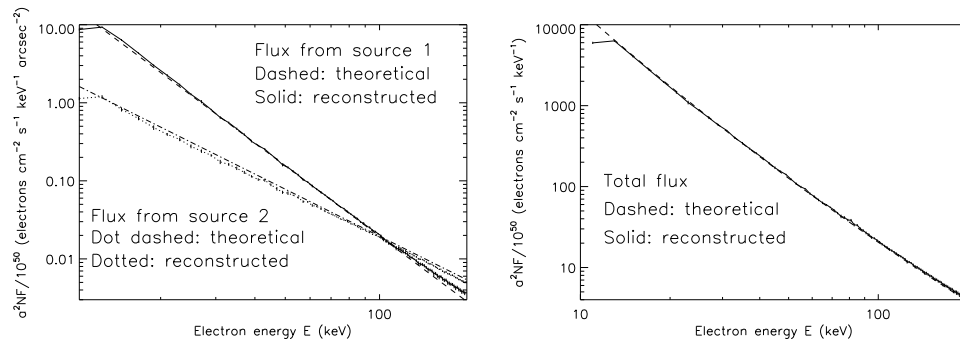 10.00
1.00
0.10
0.01
a²NF/10⁵⁰ (electrons cm⁻² s⁻¹ keV⁻¹ arcsec⁻²)
Flux from source 1
Dashed: theoretical
Solid: reconstructed
Flux from source 2
Dot dashed: theoretical
Dotted: reconstructed
100
Electron energy E (keV)
10000
1000
100
10
a²NF/10⁵⁰ (electrons cm⁻² s⁻¹ keV⁻¹)
Total flux
Dashed: theoretical
Solid: reconstructed
10
100
Electron energy E (keV)